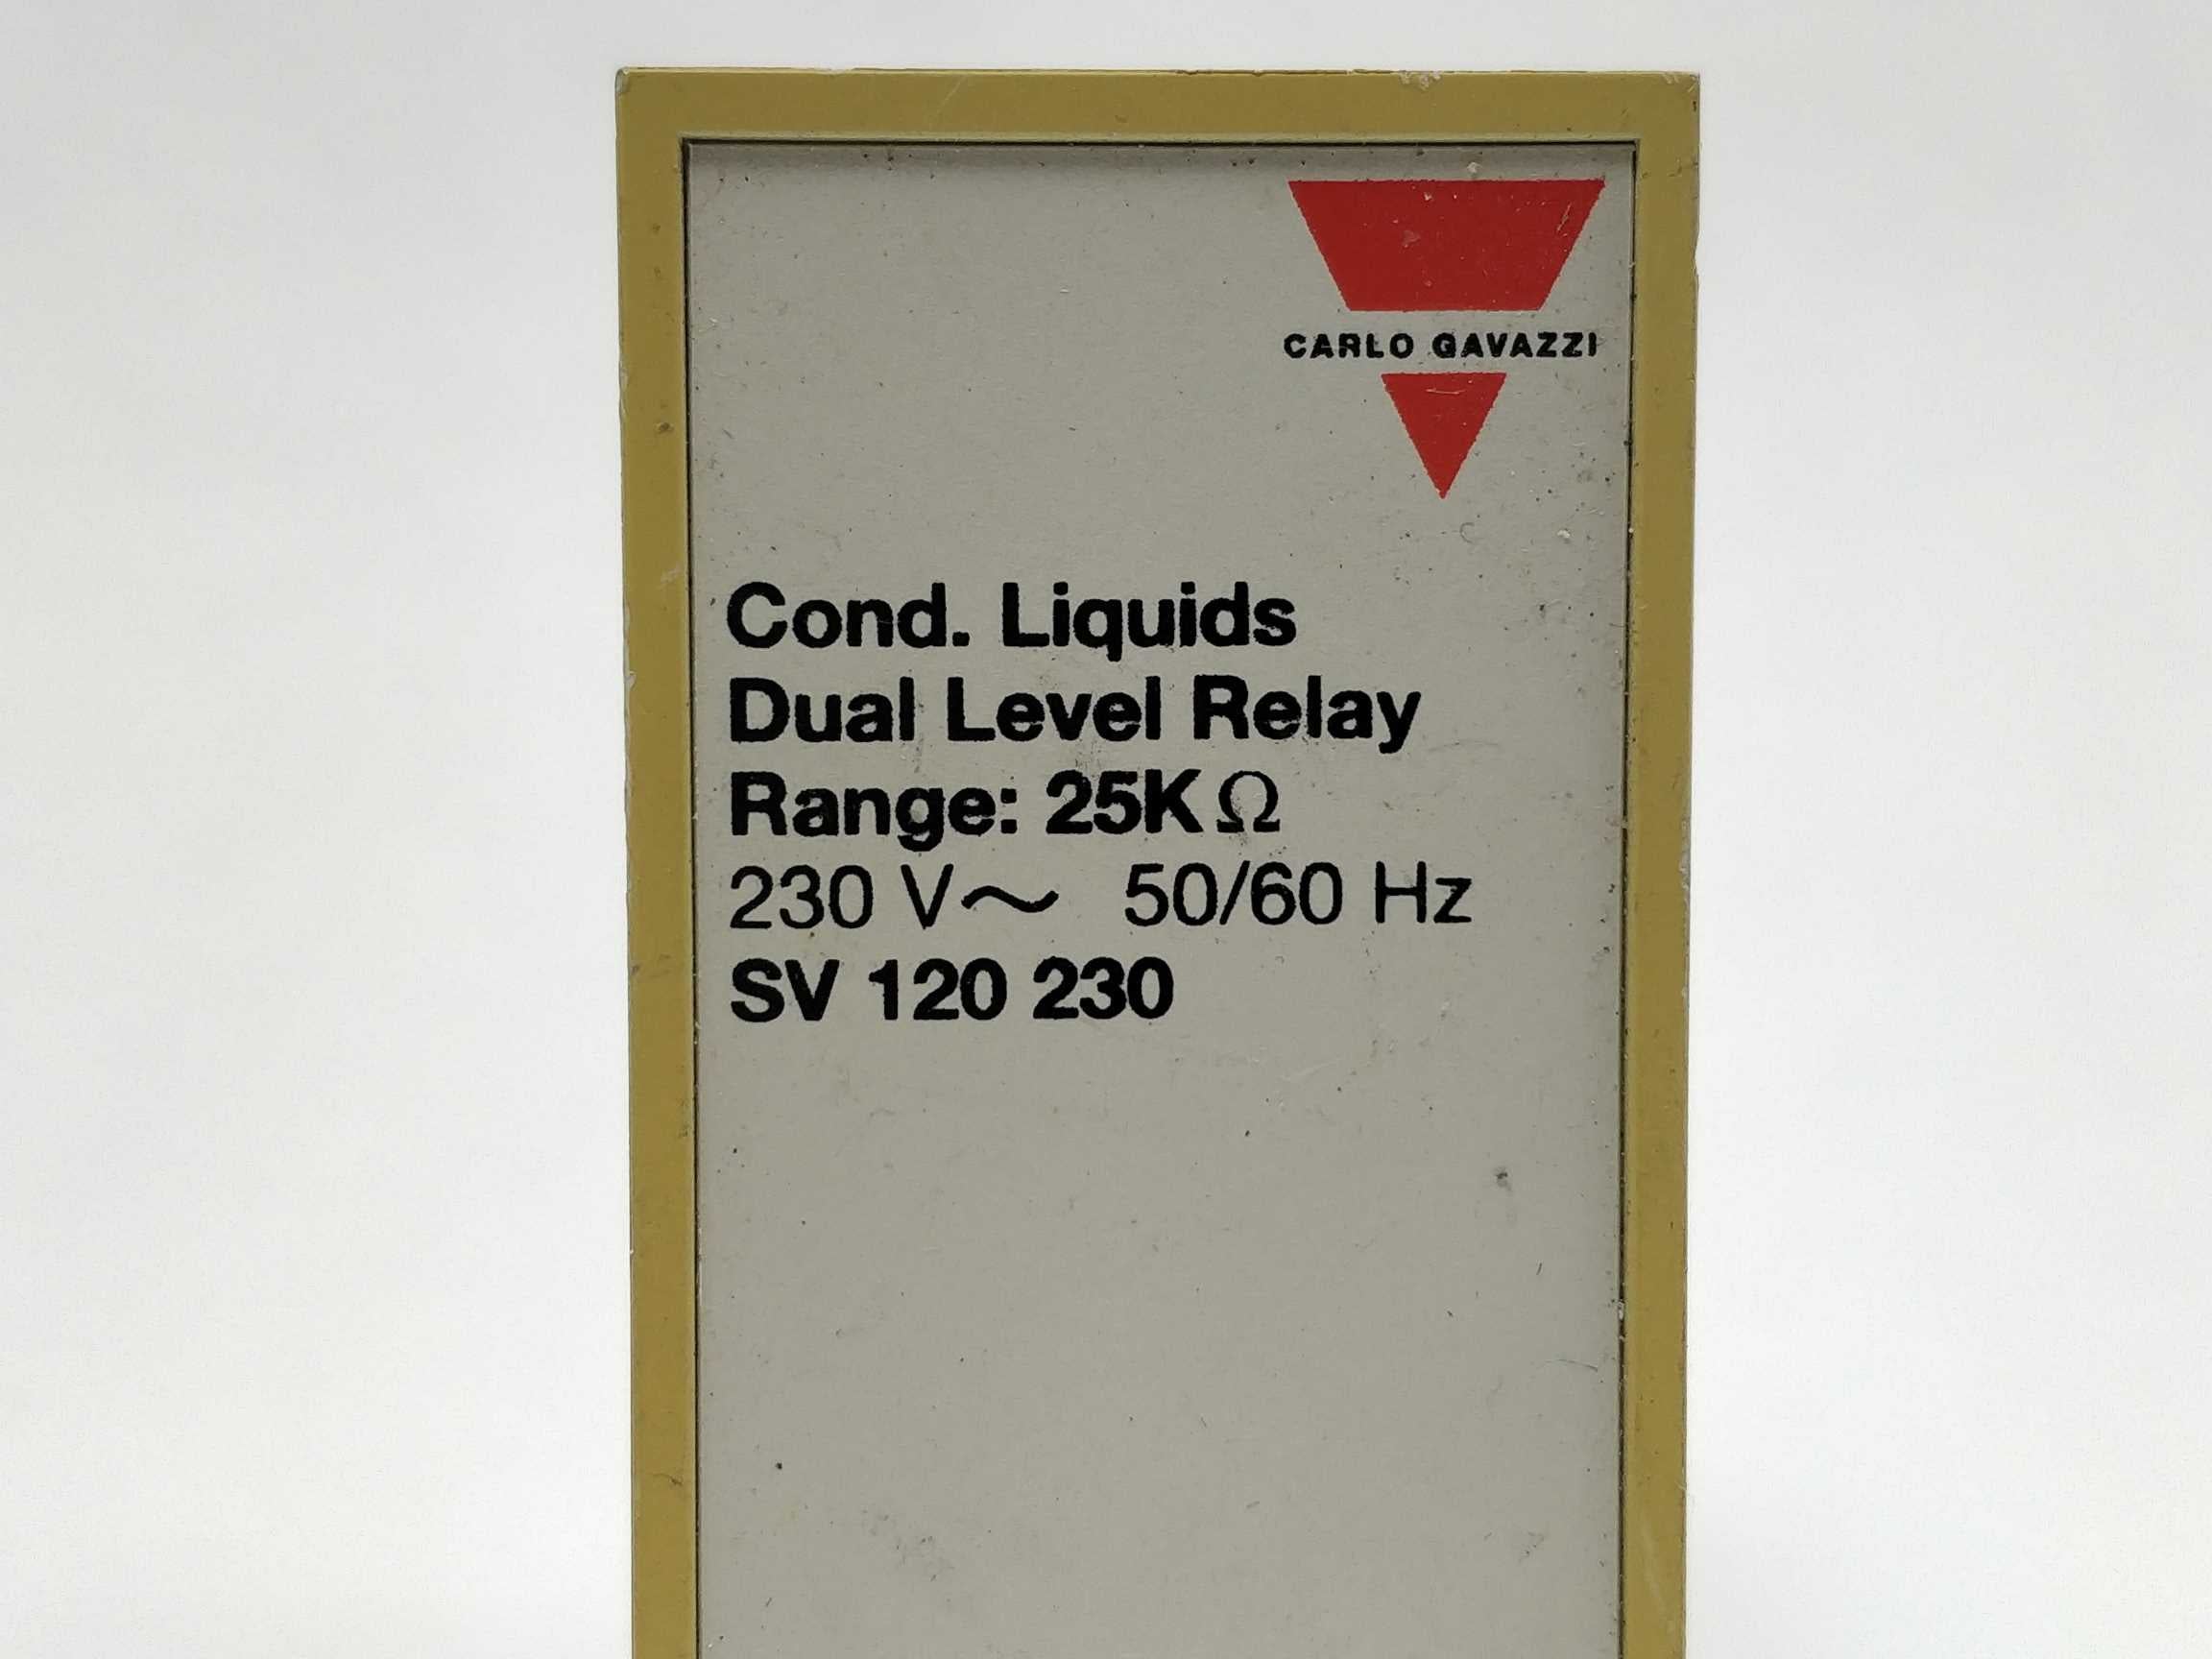 CARLO GAVAZZI
Cond. Liquids
Dual Level Relay
Range: 25KΩ
230 V~ 50/60 Hz
SV 120 230